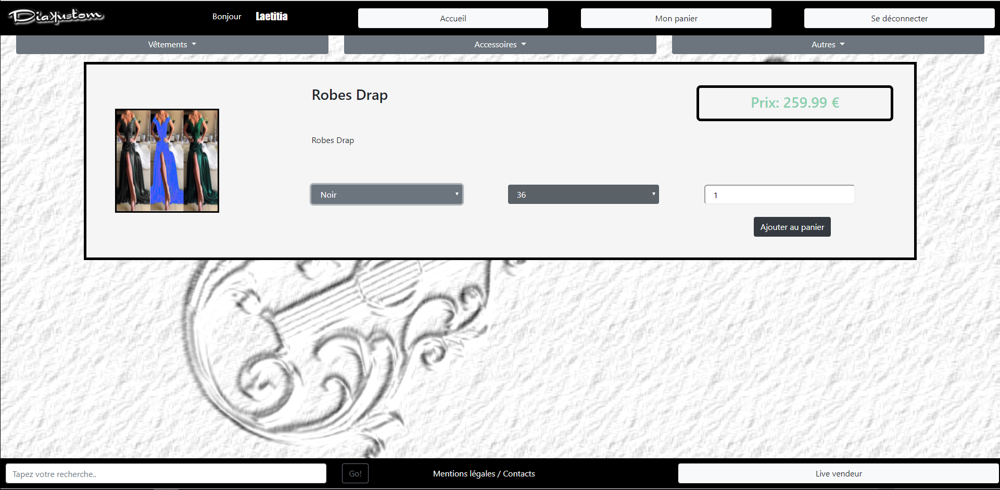 Diakustom
Bonjour Laetitia
Accueil
Mon panier
Se déconnecter
Vêtements
Accessoires
Autres
Robes Drap
Prix: 259.99 €
Robes Drap
Noir
36
1
Ajouter au panier
Tapez votre recherche..
Go!
Mentions légales / Contacts
Live vendeur